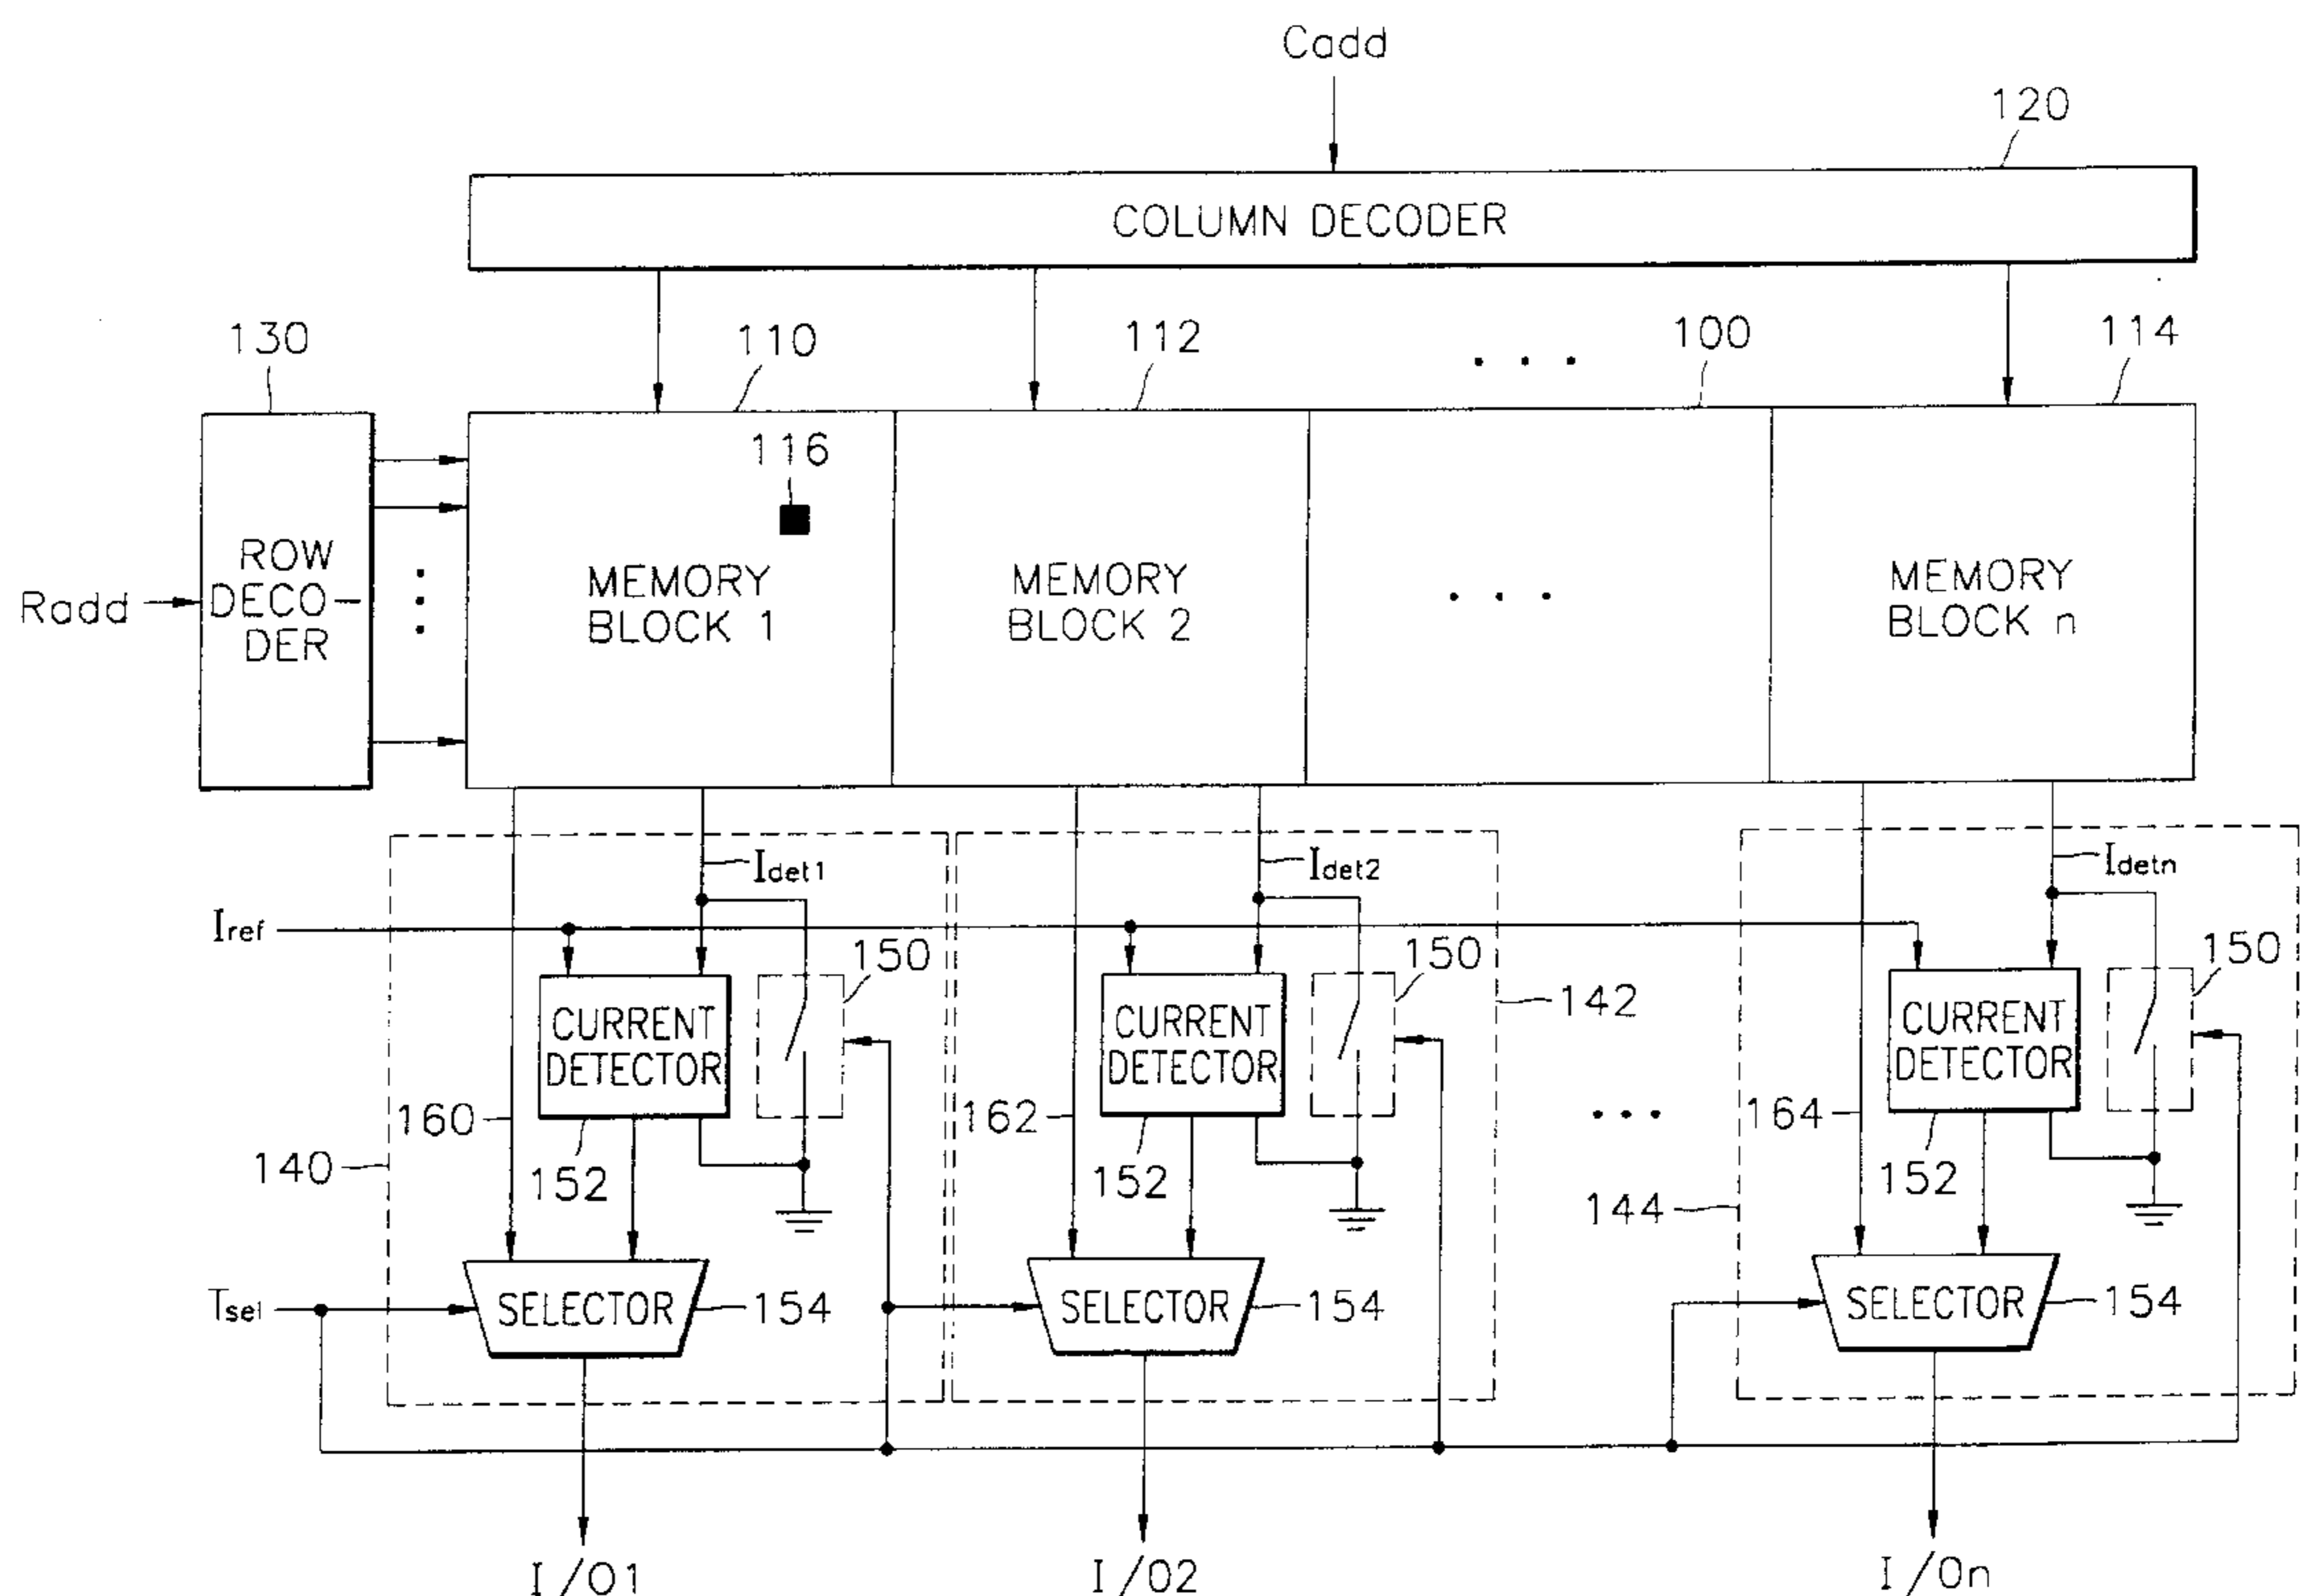 Cadd
120
COLUMN DECODER
130
110
112
. . .
100
114
116
Radd
ROW
DECO-
DER
MEMORY
BLOCK 1
MEMORY
BLOCK 2
. . .
MEMORY
BLOCK n
Idet1
Idet2
Idetn
Iref
150
150
150
CURRENT
DETECTOR
CURRENT
DETECTOR
CURRENT
DETECTOR
142
160
162
. . .
164
140
152
152
152
144
Tsel
SELECTOR
154
SELECTOR
154
SELECTOR
154
I/O1
I/O2
I/On